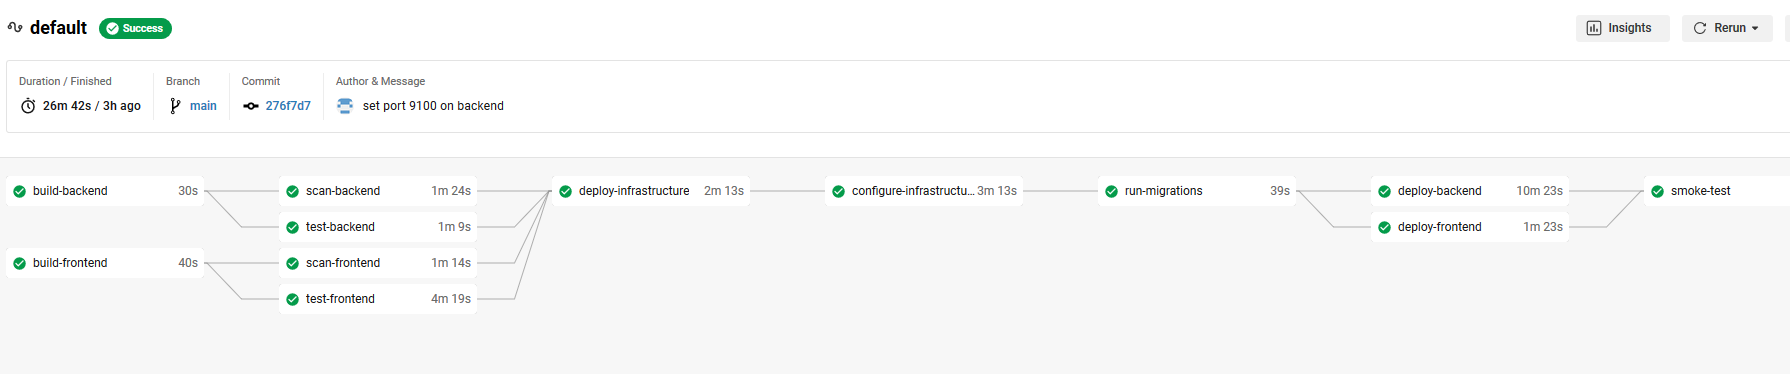 default Success
Insights Rerun
Duration / Finished Branch Commit Author & Message
26m 42s / 3h ago main 276f7d7 set port 9100 on backend
build-backend 30s scan-backend 1m 24s deploy-infrastructure 2m 13s configure-infrastructu... 3m 13s run-migrations 39s deploy-backend 10m 23s smoke-test
test-backend 1m 9s deploy-frontend 1m 23s
build-frontend 40s scan-frontend 1m 14s
test-frontend 4m 19s